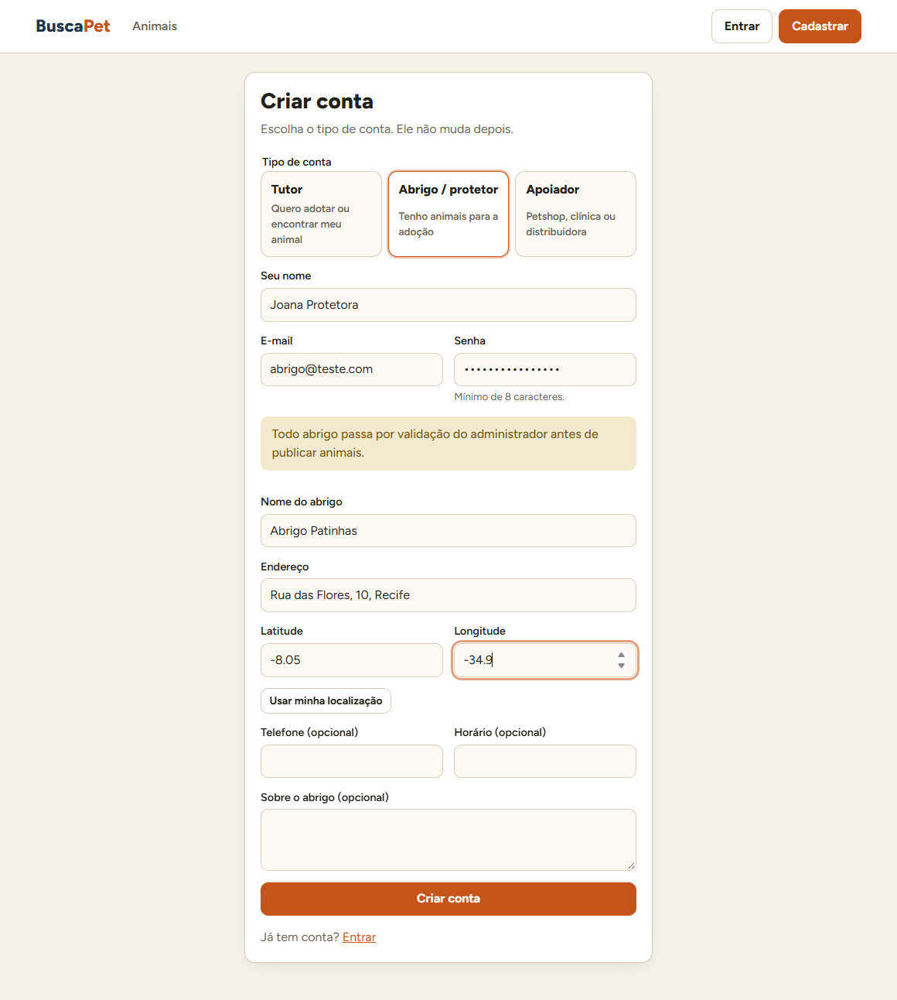 BuscaPet
Animais
Entrar
Cadastrar
Criar conta
Escolha o tipo de conta. Ele não muda depois.
Tipo de conta
Tutor
Quero adotar ou
encontrar meu
animal
Abrigo / protetor
Tenho animais para a
adoção
Apoiador
Petshop, clínica ou
distribuidora
Seu nome
Joana Protetora
E-mail
abrigo@teste.com
Senha
••••••••••••••••
Mínimo de 8 caracteres.
Todo abrigo passa por validação do administrador antes de
publicar animais.
Nome do abrigo
Abrigo Patinhas
Endereço
Rua das Flores, 10, Recife
Latitude
-8.05
Longitude
-34.9
Usar minha localização
Telefone (opcional)
Horário (opcional)
Sobre o abrigo (opcional)
Criar conta
Já tem conta? Entrar